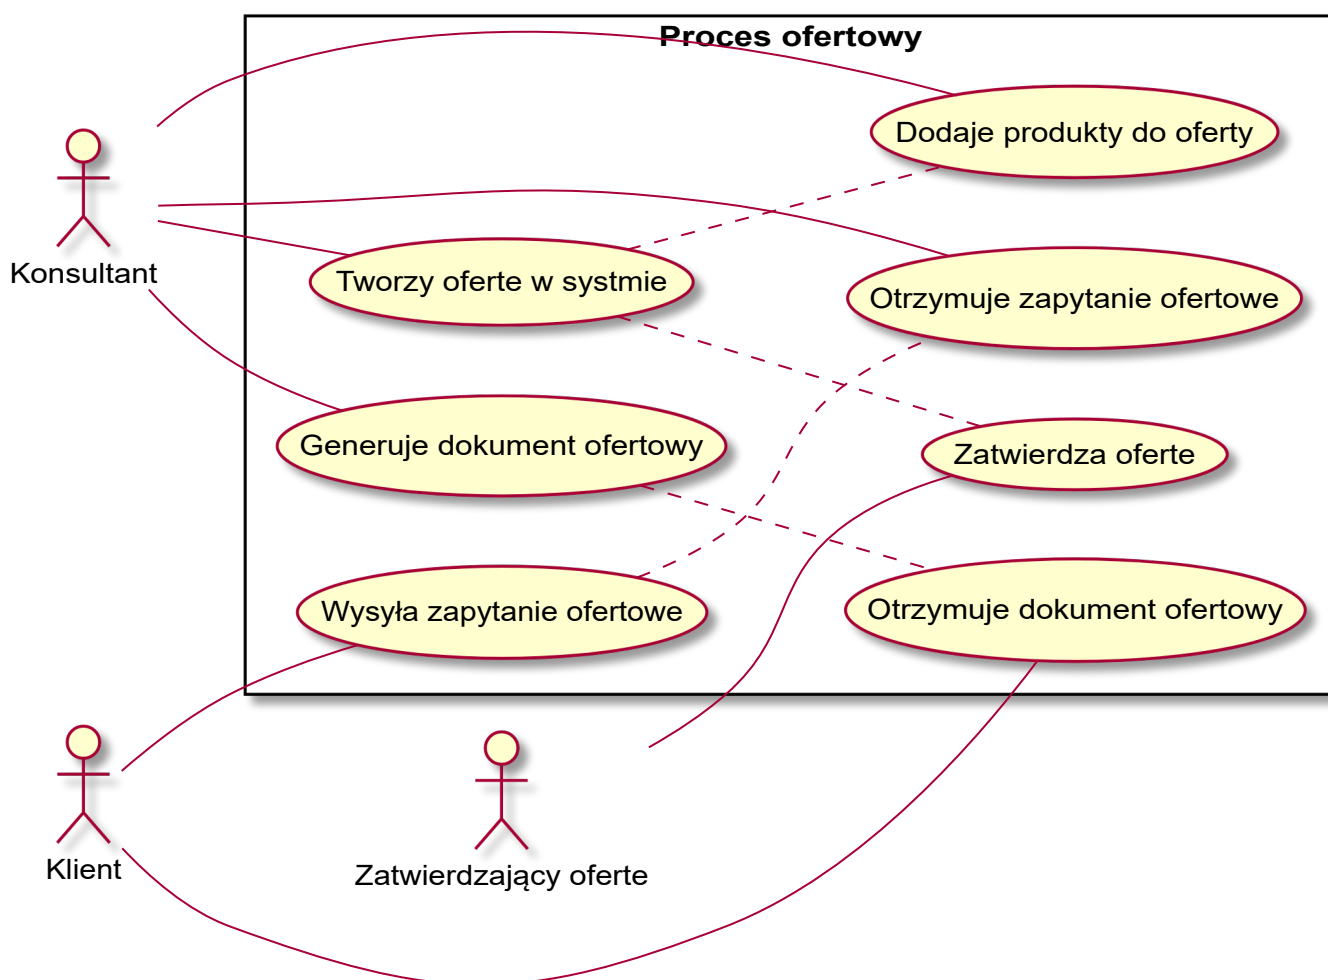 Proces ofertowy
Dodaje produkty do oferty
Konsultant
Tworzy oferte w systmie
Otrzymuje zapytanie ofertowe
Generuje dokument ofertowy
Zatwierdza oferte
Wysyła zapytanie ofertowe
Otrzymuje dokument ofertowy
Klient
Zatwierdzający oferte